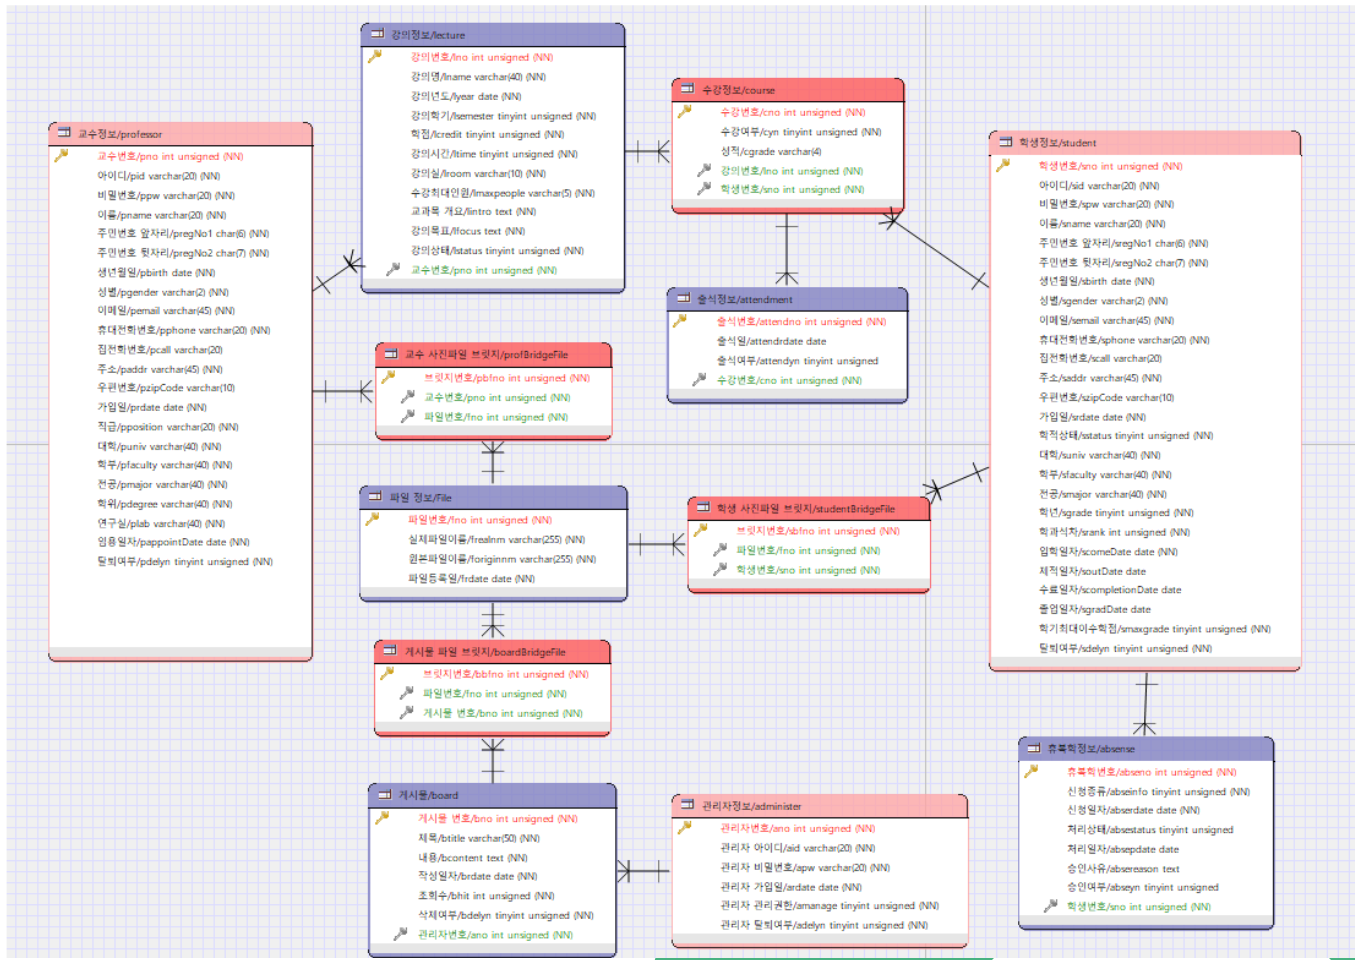 강의정보/lecture
강의번호/lno int unsigned (NN)
강의명/lname varchar(40) (NN)
강의년도/lyear date (NN)
강의학기/lsemester tinyint unsigned (NN)
학점/lcredit tinyint unsigned (NN)
강의시간/ltime tinyint unsigned (NN)
강의실/lroom varchar(10) (NN)
수강최대인원/lmaxpeople varchar(5) (NN)
교과목 개요/lintro text (NN)
강의목표/lfocus text (NN)
강의상태/lstatus tinyint unsigned (NN)
교수번호/pno int unsigned (NN)
수강정보/course
수강번호/cno int unsigned (NN)
수강여부/cyn tinyint unsigned (NN)
성적/cgrade varchar(4)
강의번호/lno int unsigned (NN)
학생번호/sno int unsigned (NN)
교수정보/professor
교수번호/pno int unsigned (NN)
아이디/pid varchar(20) (NN)
비밀번호/ppw varchar(20) (NN)
이름/pname varchar(20) (NN)
주민번호 앞자리/pregNo1 char(6) (NN)
주민번호 뒷자리/pregNo2 char(7) (NN)
생년월일/pbirth date (NN)
성별/pgender varchar(2) (NN)
이메일/pemail varchar(45) (NN)
휴대전화번호/pphone varchar(20) (NN)
집전화번호/pcall varchar(20)
주소/paddr varchar(45) (NN)
우편번호/pzipCode varchar(10)
가입일/prdate date (NN)
직급/pposition varchar(20) (NN)
대학/puniv varchar(40) (NN)
학부/pfaculty varchar(40) (NN)
전공/pmajor varchar(40) (NN)
학위/pdegree varchar(40) (NN)
연구실/plab varchar(40) (NN)
임용일자/pappointDate date (NN)
탈퇴여부/pdelyn tinyint unsigned (NN)
학생정보/student
학생번호/sno int unsigned (NN)
아이디/sid varchar(20) (NN)
비밀번호/spw varchar(20) (NN)
이름/sname varchar(20) (NN)
주민번호 앞자리/sregNo1 char(6) (NN)
주민번호 뒷자리/sregNo2 char(7) (NN)
생년월일/sbirth date (NN)
성별/sgender varchar(2) (NN)
이메일/semail varchar(45) (NN)
휴대전화번호/sphone varchar(20) (NN)
집전화번호/scall varchar(20)
주소/saddr varchar(45) (NN)
우편번호/szipCode varchar(10)
가입일/srdate date (NN)
학적상태/sstatus tinyint unsigned (NN)
대학/suniv varchar(40) (NN)
학부/sfaculty varchar(40) (NN)
전공/smajor varchar(40) (NN)
학년/sgrade tinyint unsigned (NN)
학과석차/srank int unsigned (NN)
입학일자/scomeDate date (NN)
제적일자/soutDate date
수료일자/scompletionDate date
졸업일자/sgradDate date
학기최대이수학점/smaxgrade tinyint unsigned (NN)
탈퇴여부/sdelyn tinyint unsigned (NN)
출석정보/attendment
출석번호/attendno int unsigned (NN)
출석일/attendrdate date
출석여부/attendyn tinyint unsigned
수강번호/cno int unsigned (NN)
교수 사진파일 브릿지/profBridgeFile
브릿지번호/pbfno int unsigned (NN)
교수번호/pno int unsigned (NN)
파일번호/fno int unsigned (NN)
파일 정보/File
파일번호/fno int unsigned (NN)
실제파일이름/frealnm varchar(255) (NN)
원본파일이름/foriginnm varchar(255) (NN)
파일등록일/frdate date (NN)
학생 사진파일 브릿지/studentBridgeFile
브릿지번호/sbfno int unsigned (NN)
파일번호/fno int unsigned (NN)
학생번호/sno int unsigned (NN)
게시물 파일 브릿지/boardBridgeFile
브릿지번호/bbfno int unsigned (NN)
파일번호/fno int unsigned (NN)
게시물 번호/bno int unsigned (NN)
게시물/board
게시물 번호/bno int unsigned (NN)
제목/btitle varchar(50) (NN)
내용/bcontent text (NN)
작성일자/brdate date (NN)
조회수/bhit int unsigned (NN)
삭제여부/bdelyn tinyint unsigned (NN)
관리자번호/ano int unsigned (NN)
관리자정보/administer
관리자번호/ano int unsigned (NN)
관리자 아이디/aid varchar(20) (NN)
관리자 비밀번호/apw varchar(20) (NN)
관리자 가입일/ardate date (NN)
관리자 관리권한/amanage tinyint unsigned (NN)
관리자 탈퇴여부/adelyn tinyint unsigned (NN)
휴복학정보/absense
휴복학번호/abseno int unsigned (NN)
신청종류/abseinfo tinyint unsigned (NN)
신청일자/abserdate date (NN)
처리상태/absestatus tinyint unsigned
처리일자/absepdate date
승인사유/absereason text
승인여부/abseyn tinyint unsigned
학생번호/sno int unsigned (NN)